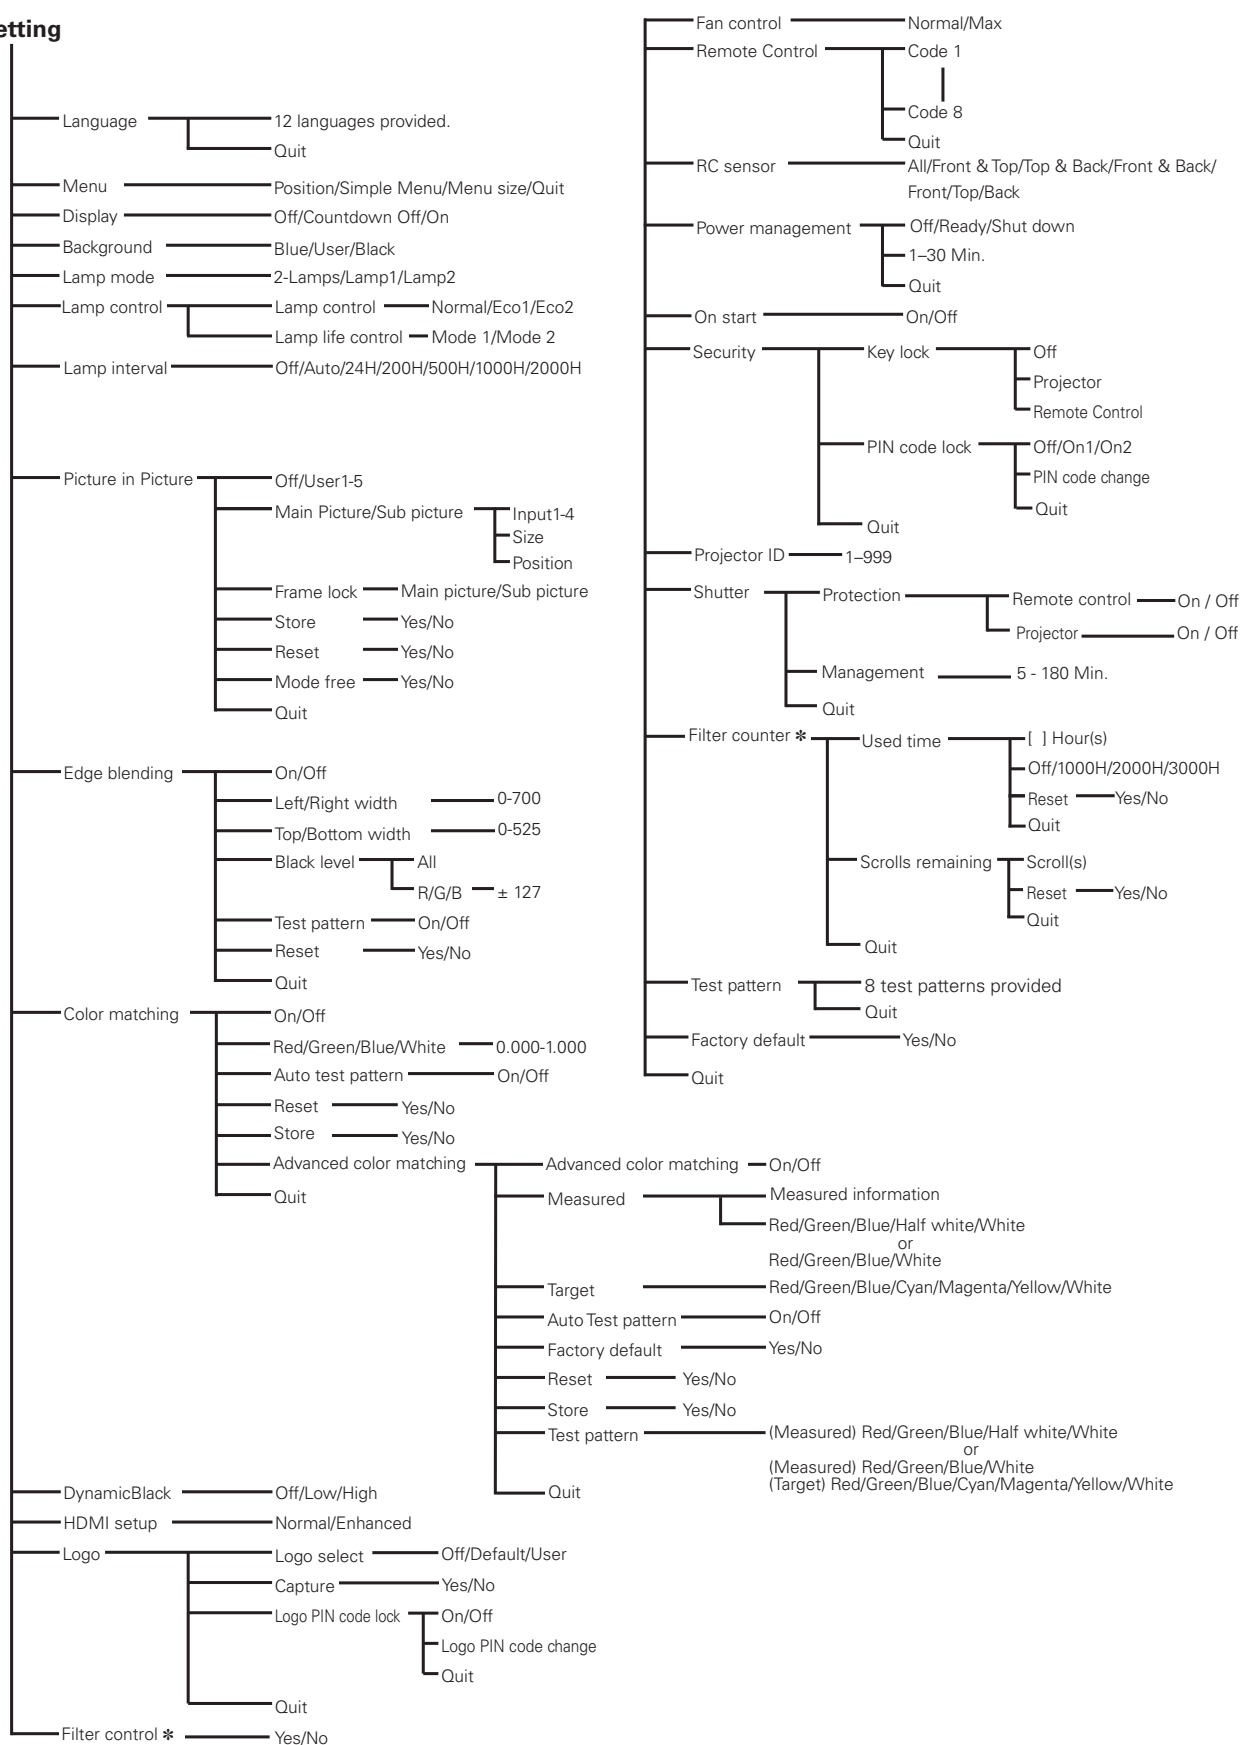 etting
Language 12 languages provided.
Quit
Menu Position/Simple Menu/Menu size/Quit
Display Off/Countdown Off/On
Background Blue/User/Black
Lamp mode 2-Lamps/Lamp1/Lamp2
Lamp control Lamp control Normal/Eco1/Eco2
Lamp life control Mode 1/Mode 2
Lamp interval Off/Auto/24H/200H/500H/1000H/2000H
Picture in Picture Off/User1-5
Main Picture/Sub picture Input1-4
Size
Position
Frame lock Main picture/Sub picture
Store Yes/No
Reset Yes/No
Mode free Yes/No
Quit
Edge blending On/Off
Left/Right width 0-700
Top/Bottom width 0-525
Black level All
R/G/B ± 127
Test pattern On/Off
Reset Yes/No
Quit
Color matching On/Off
Red/Green/Blue/White 0.000-1.000
Auto test pattern On/Off
Reset Yes/No
Store Yes/No
Advanced color matching Advanced color matching On/Off
Quit
Measured Measured information
Red/Green/Blue/Half white/White
or
Red/Green/Blue/White
Target Red/Green/Blue/Cyan/Magenta/Yellow/White
Auto Test pattern On/Off
Factory default Yes/No
Reset Yes/No
Store Yes/No
Test pattern (Measured) Red/Green/Blue/Half white/White
or
(Measured) Red/Green/Blue/White
(Target) Red/Green/Blue/Cyan/Magenta/Yellow/White
Quit
DynamicBlack Off/Low/High
HDMI setup Normal/Enhanced
Logo Logo select Off/Default/User
Capture Yes/No
Logo PIN code lock On/Off
Logo PIN code change
Quit
Quit
Filter control ✻ Yes/No
Fan control Normal/Max
Remote Control Code 1
Code 8
Quit
RC sensor All/Front & Top/Top & Back/Front & Back/
Front/Top/Back
Power management Off/Ready/Shut down
1–30 Min.
Quit
On start On/Off
Security Key lock Off
Projector
Remote Control
PIN code lock Off/On1/On2
PIN code change
Quit
Quit
Projector ID 1–999
Shutter Protection Remote control On / Off
Projector On / Off
Management 5 - 180 Min.
Quit
Filter counter ✻ Used time [ ] Hour(s)
Off/1000H/2000H/3000H
Reset Yes/No
Quit
Scrolls remaining Scroll(s)
Reset Yes/No
Quit
Quit
Test pattern 8 test patterns provided
Quit
Factory default Yes/No
Quit